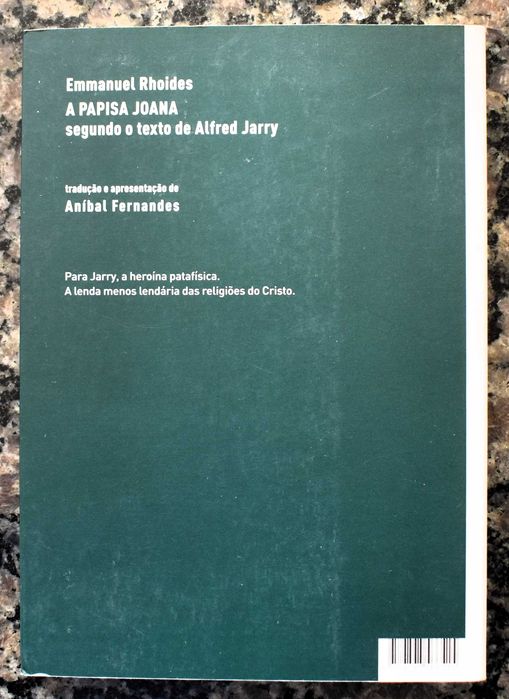 Emmanuel Rhoides
A PAPISA JOANA
segundo o texto de Alfred Jarry
tradução e apresentação de
Aníbal Fernandes
Para Jarry, a heroína patafísica.
A lenda menos lendária das religiões do Cristo.